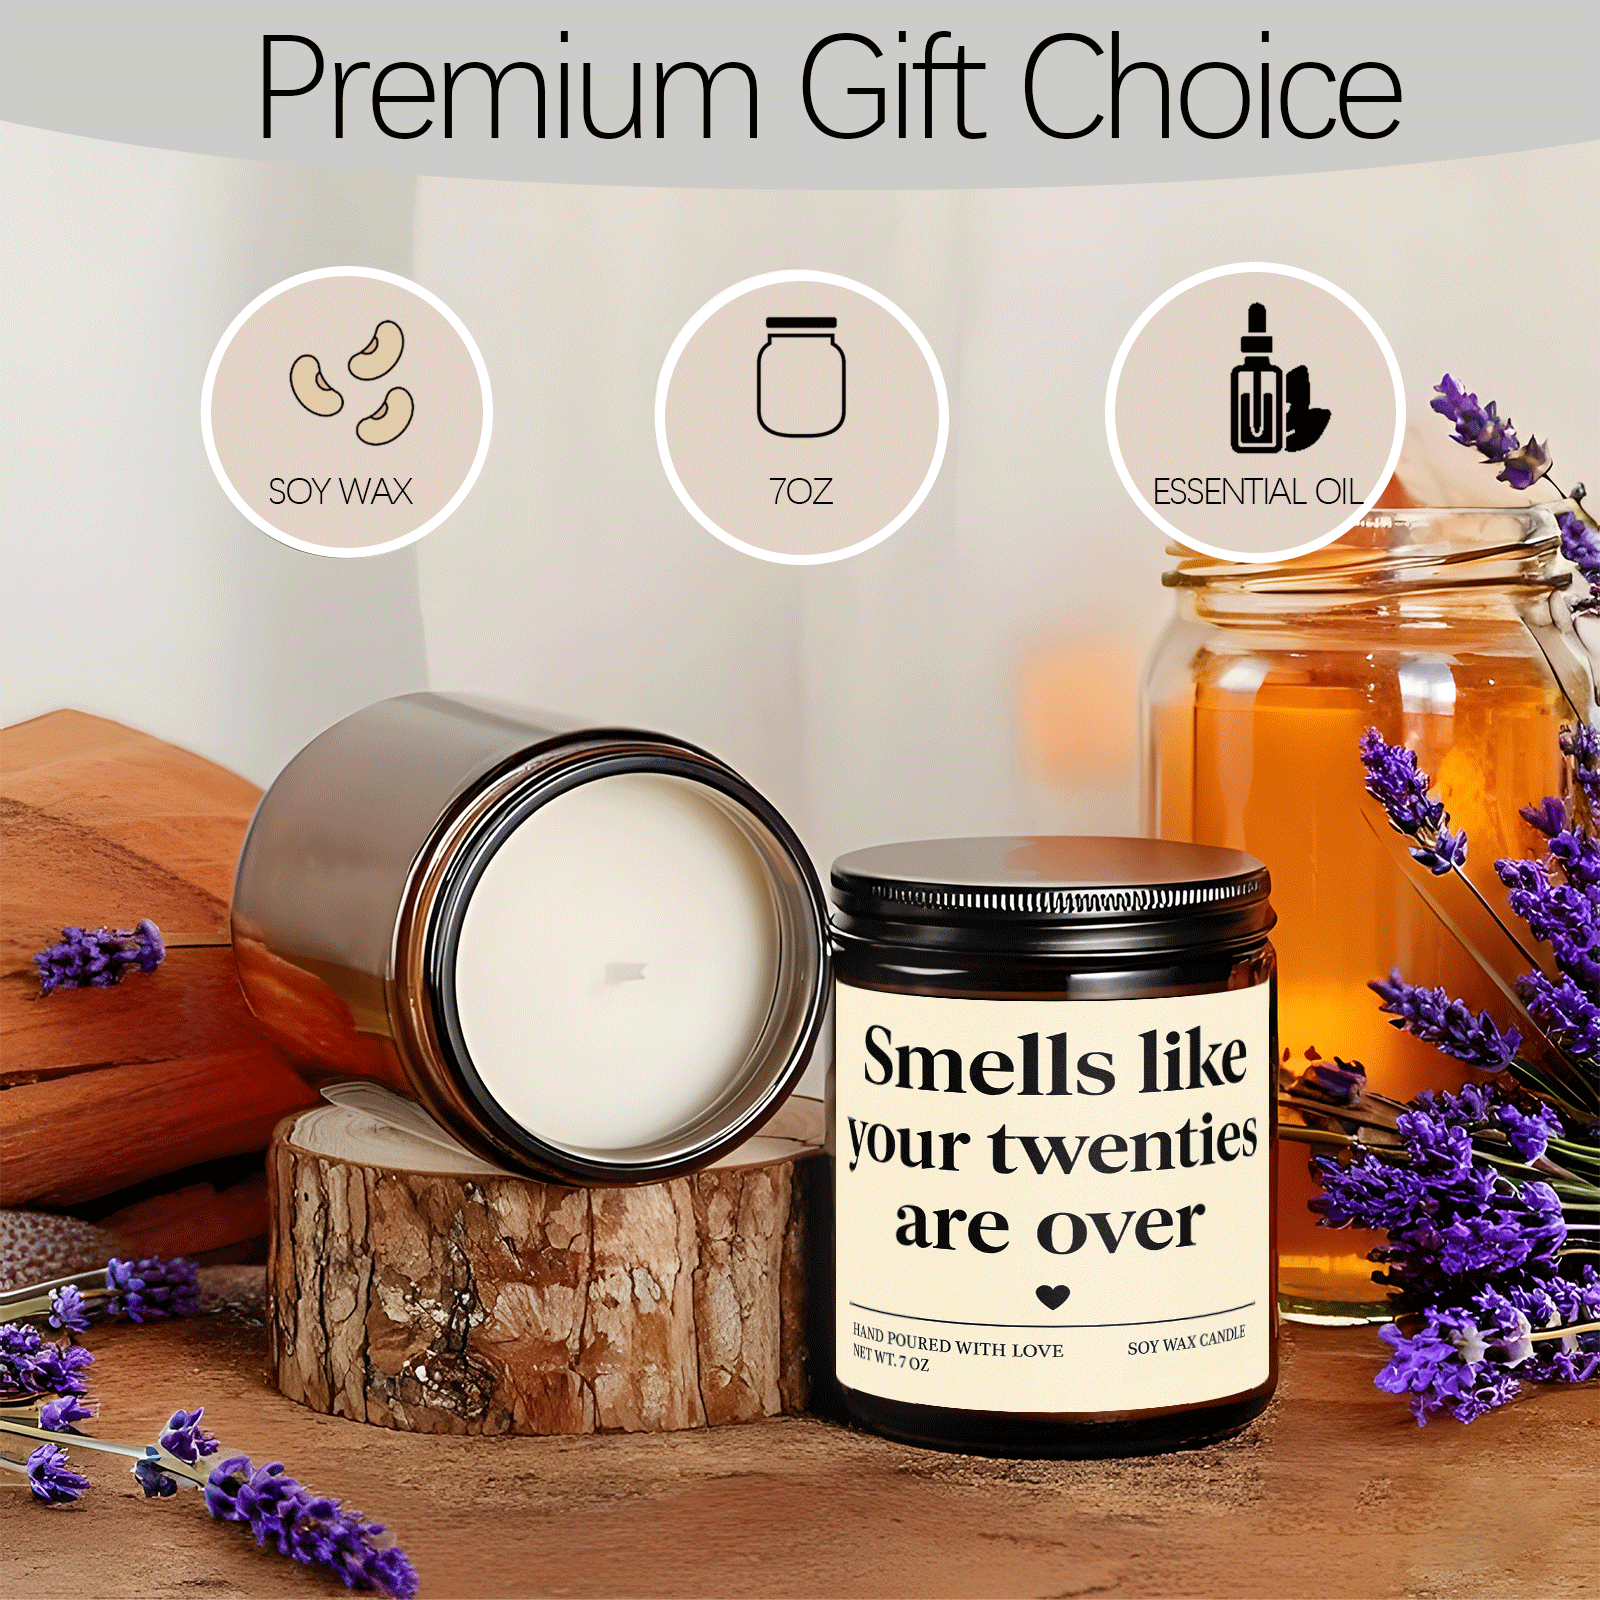 Premium Gift Choice
SOY WAX
7OZ
ESSENTIAL OIL
Smells like
your twenties
are over
HAND POURED WITH LOVE
NET WT. 7 OZ
SOY WAX CANDLE